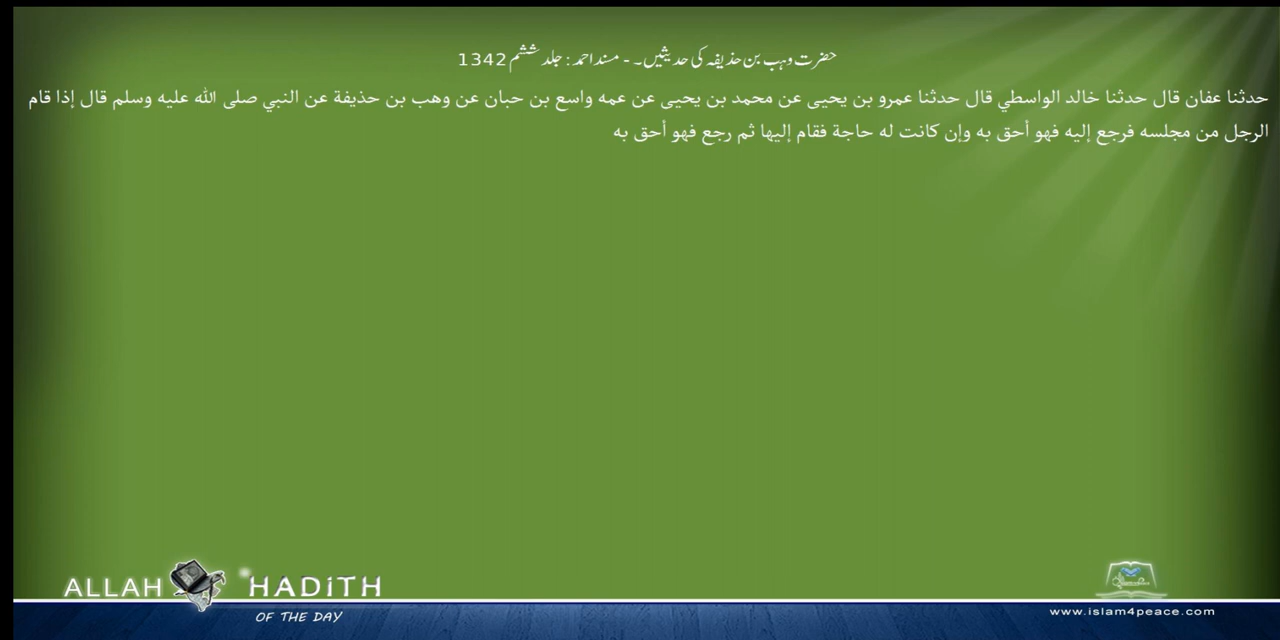 حضرت وہب بن حذیفہ کی حدیثیں۔ - مسند احمد : جلد ششم 1342
حدثنا عفان قال حدثنا خالد الواسطي قال حدثنا عمرو بن يحيى عن محمد بن يحيى عن عمه واسع بن حبان عن وهب بن حذيفة عن النبي صلى الله عليه وسلم قال إذا قام
الرجل من مجلسه فرجع إليه فهو أحق به وإن كانت له حاجة فقام إليها ثم رجع فهو أحق به
ALLAH HADITH
OF THE DAY
www.islam4peace.com